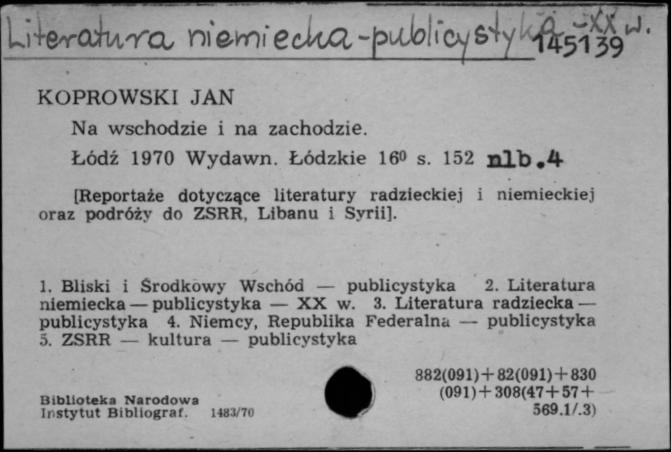 Literatura niemiecka - publicystyka - XX w.
145139
KOPROWSKI JAN
Na wschodzie i na zachodzie.
Łódź 1970 Wydawn. Łódzkie 16⁰ s. 152 nlb.4
[Reportaże dotyczące literatury radzieckiej i niemieckiej
oraz podróży do ZSRR, Libanu i Syrii].
1. Bliski i Środkowy Wschód — publicystyka 2. Literatura
niemiecka — publicystyka — XX w. 3. Literatura radziecka —
publicystyka 4. Niemcy, Republika Federalna — publicystyka
5. ZSRR — kultura — publicystyka
882(091)+82(091)+830
(091)+308(47+57+
569.1/.3)
Biblioteka Narodowa
Instytut Bibliograf. 1483/70